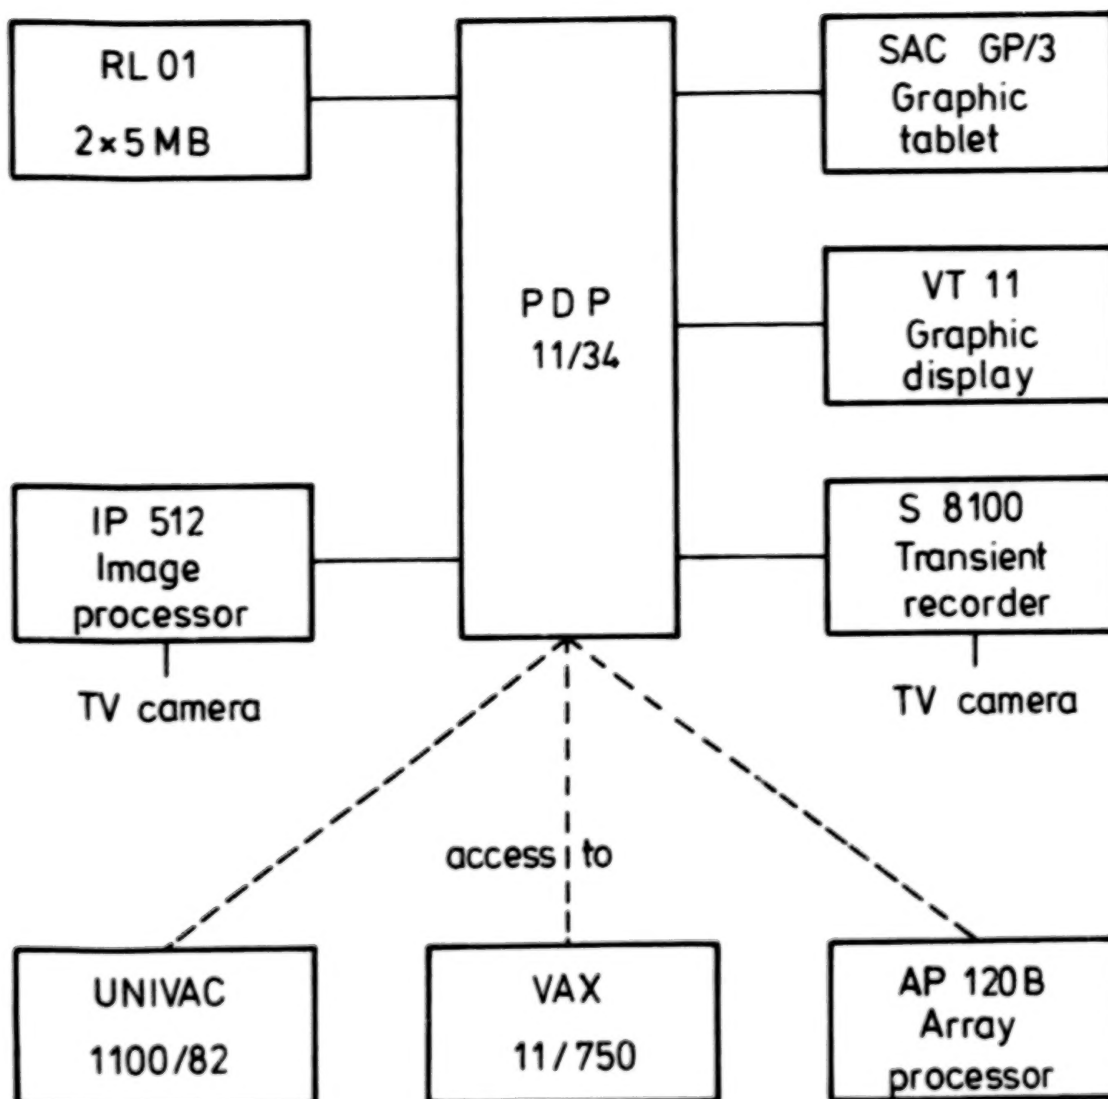 RL 01
2×5 MB
PDP
11/34
SAC GP/3
Graphic
tablet
VT 11
Graphic
display
IP 512
Image
processor
TV camera
S 8100
Transient
recorder
TV camera
access to
UNIVAC
1100/82
VAX
11/750
AP 120B
Array
processor